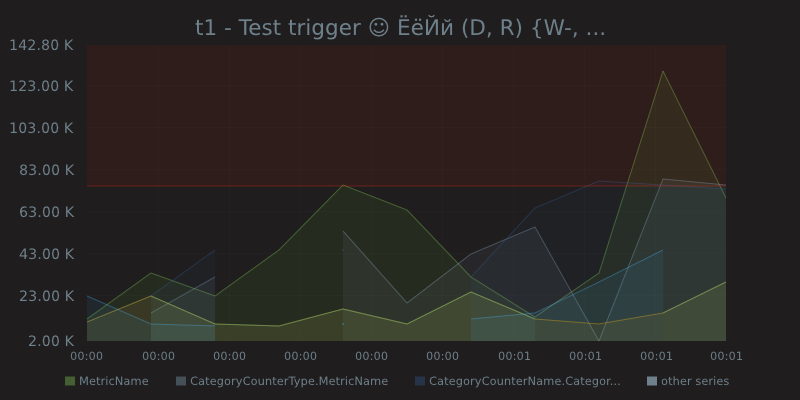 t1 - Test trigger ☺ ЁёЙй (D, R) {W-, ...
142.80 K
123.00 K
103.00 K
83.00 K
63.00 K
43.00 K
23.00 K
2.00 K
00:00 00:00 00:00 00:00 00:00 00:00 00:01 00:01 00:01 00:01
MetricName CategoryCounterType.MetricName CategoryCounterName.Categor... other series